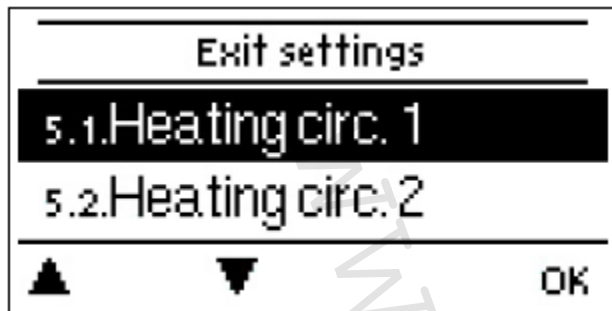 Exit settings
5.1.Heating circ. 1
5.2.Heating circ. 2
▲ ▼ OK